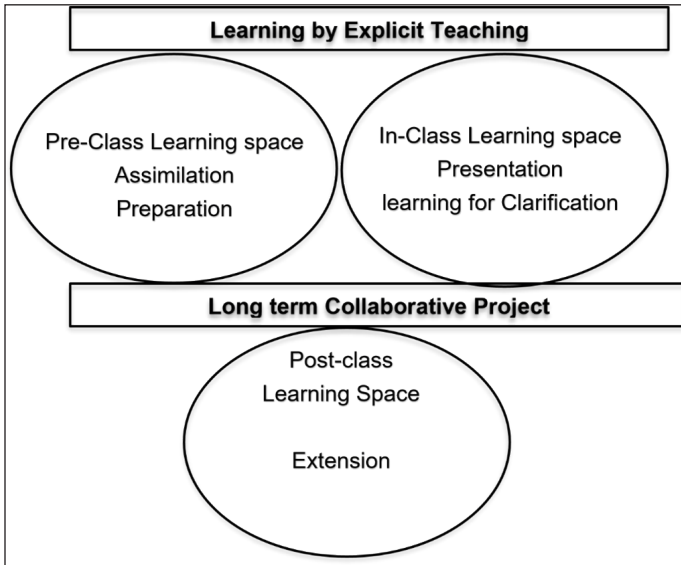 Learning by Explicit Teaching
Pre-Class Learning space
Assimilation
Preparation
In-Class Learning space
Presentation
learning for Clarification
Long term Collaborative Project
Post-class
Learning Space
Extension